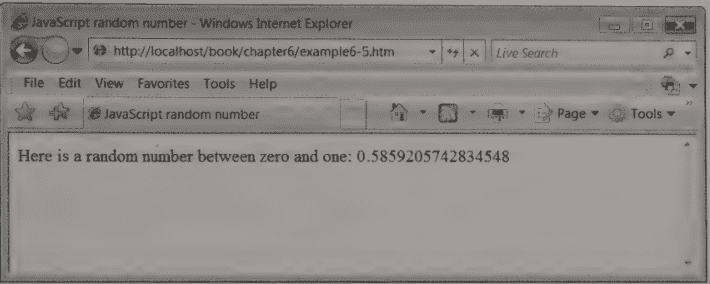 JavaScript random number - Windows Internet Explorer
http://localhost/book/chapter6/example6-5.htm
Live Search
File Edit View Favorites Tools Help
JavaScript random number
Page Tools
Here is a random number between zero and one: 0.5859205742834548